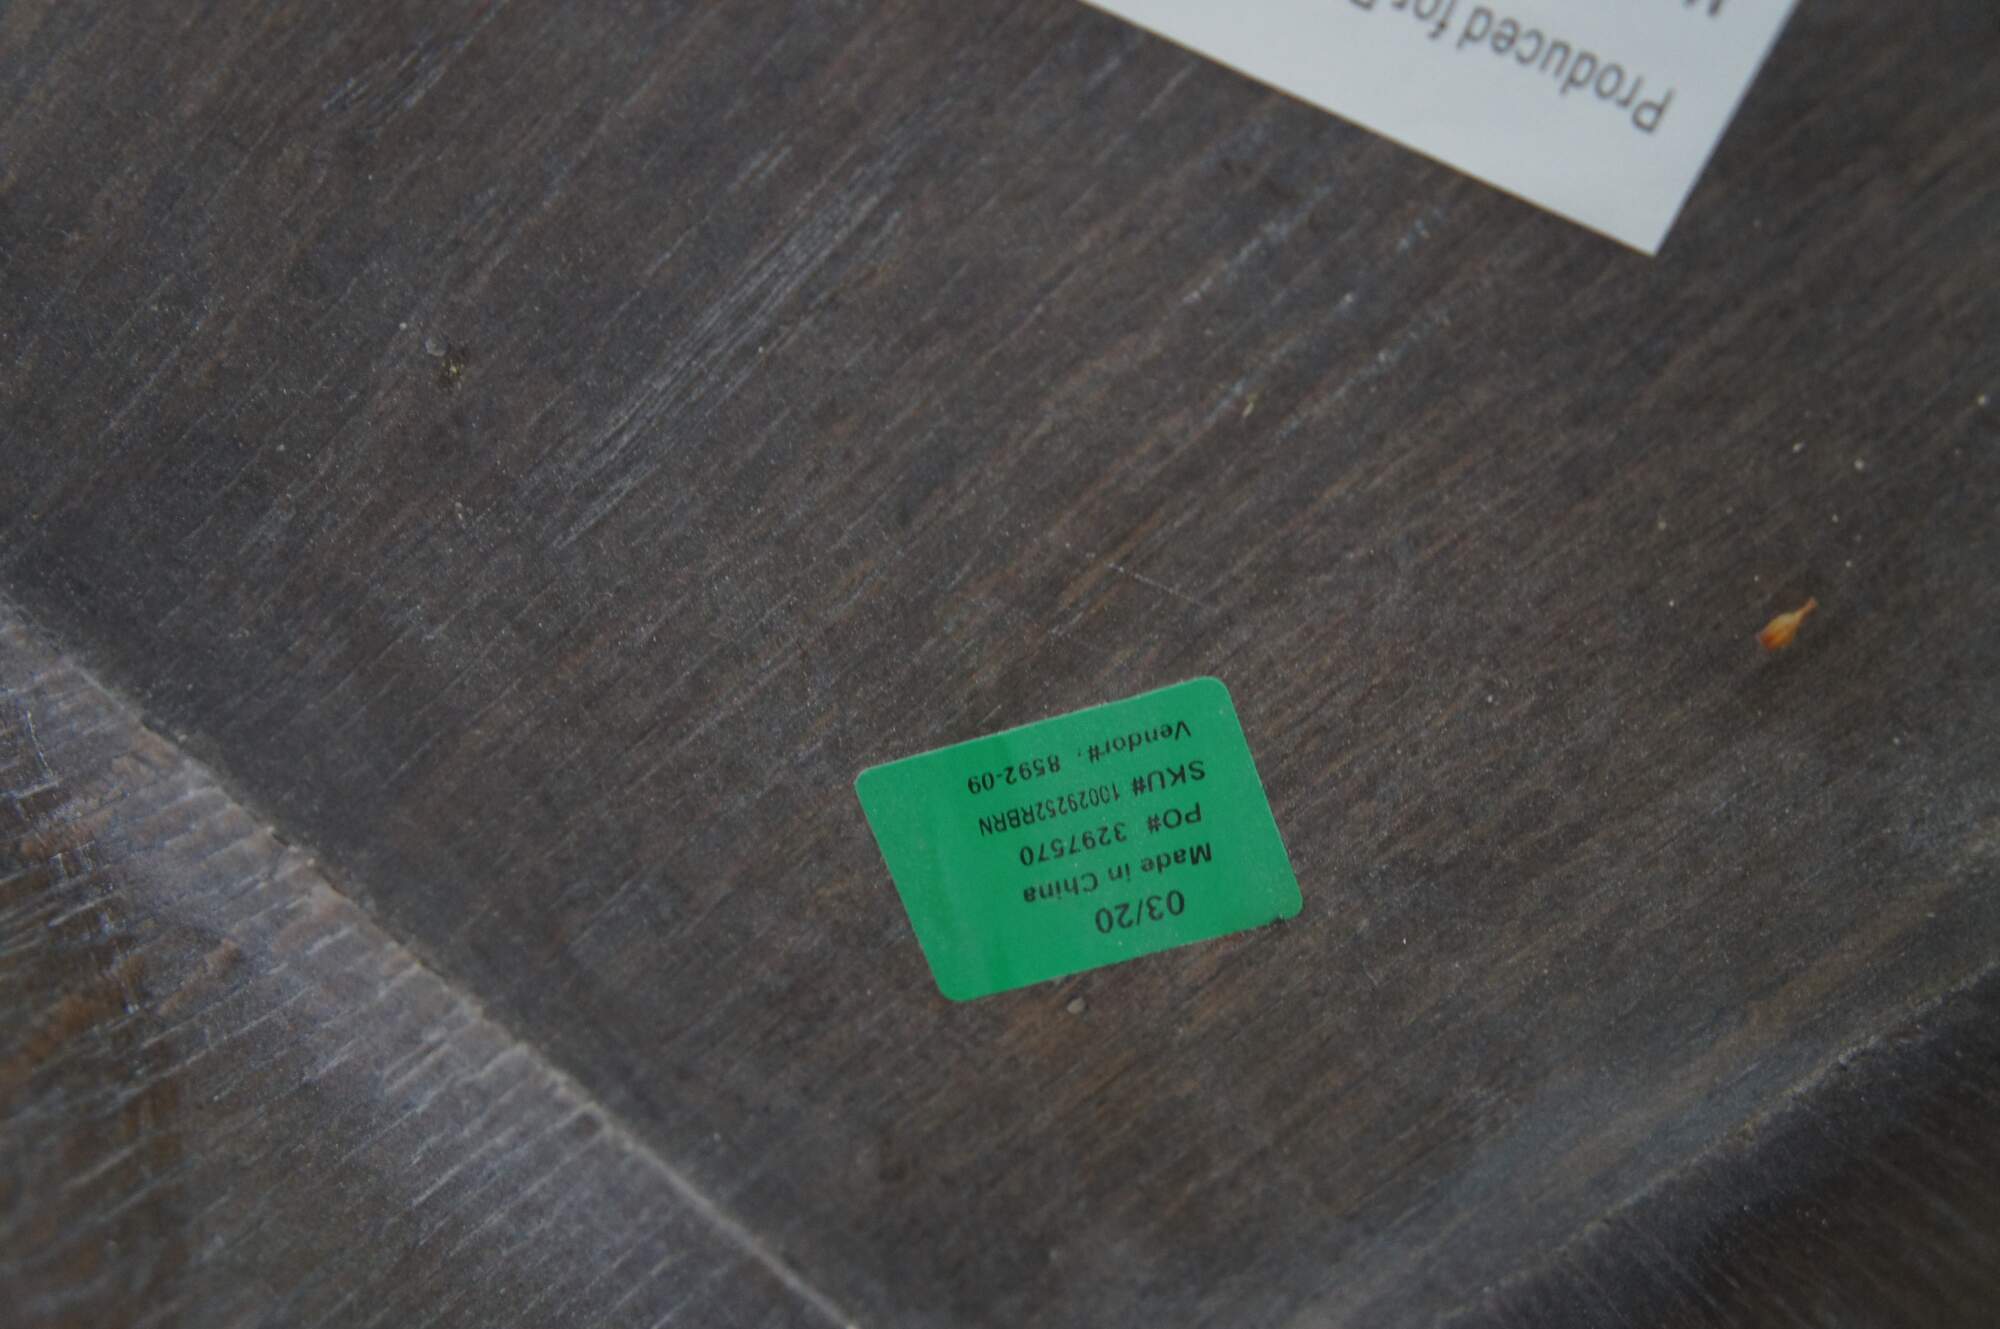 Produced for
03/20
Made in China
PO# 3297570
SKU# 10029252RBRN
Vendor#, 8592-09